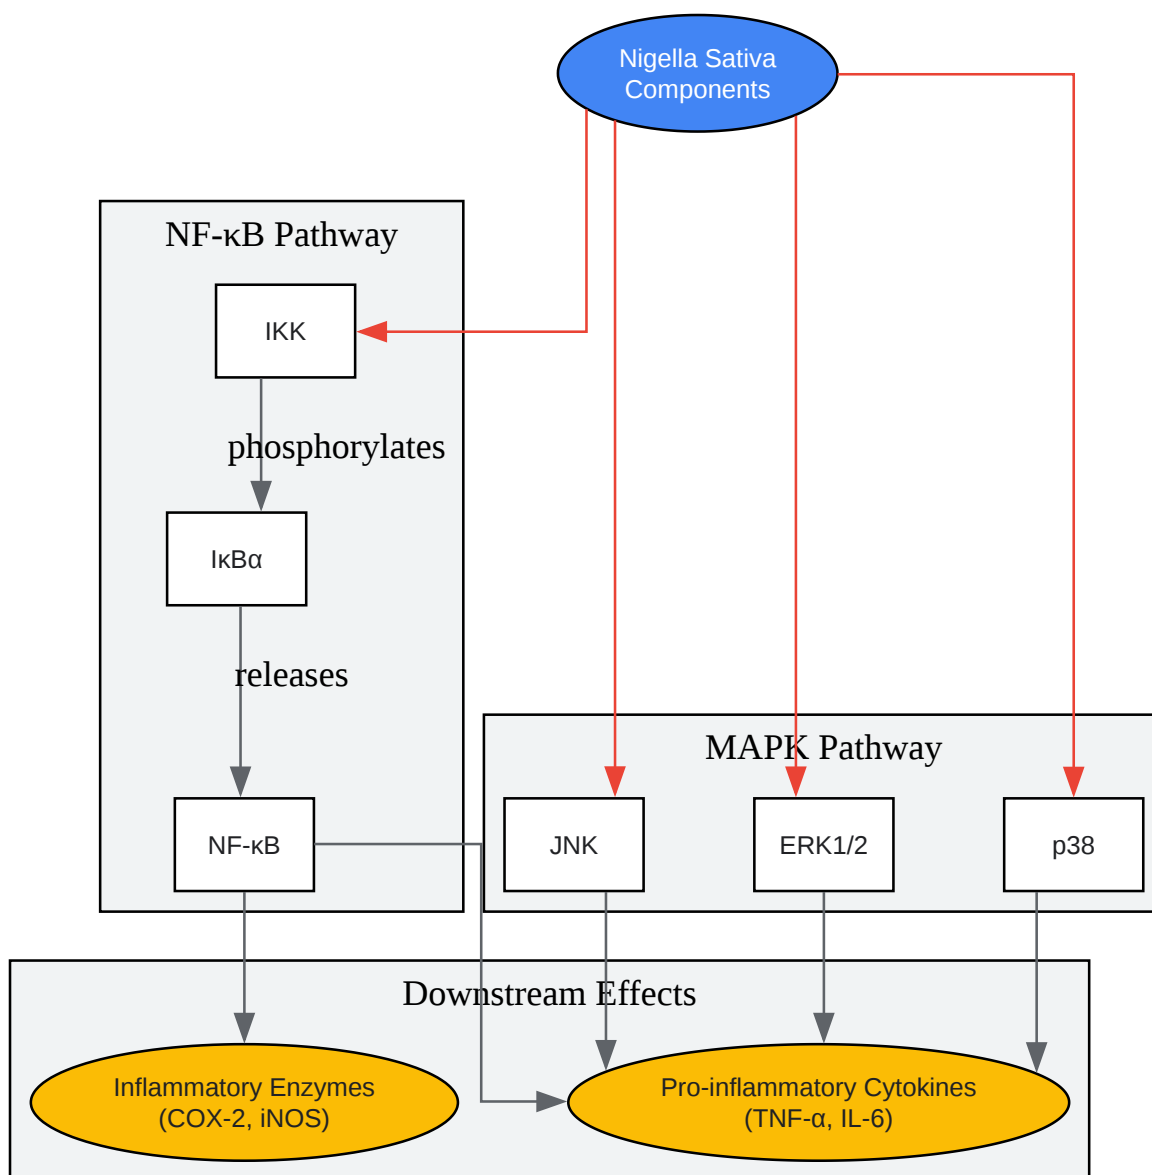 Nigella Sativa
Components
NF-κB Pathway
IKK
phosphorylates
IκBα
releases
NF-κB
MAPK Pathway
JNK
ERK1/2
p38
Downstream Effects
Inflammatory Enzymes
(COX-2, iNOS)
Pro-inflammatory Cytokines
(TNF-α, IL-6)